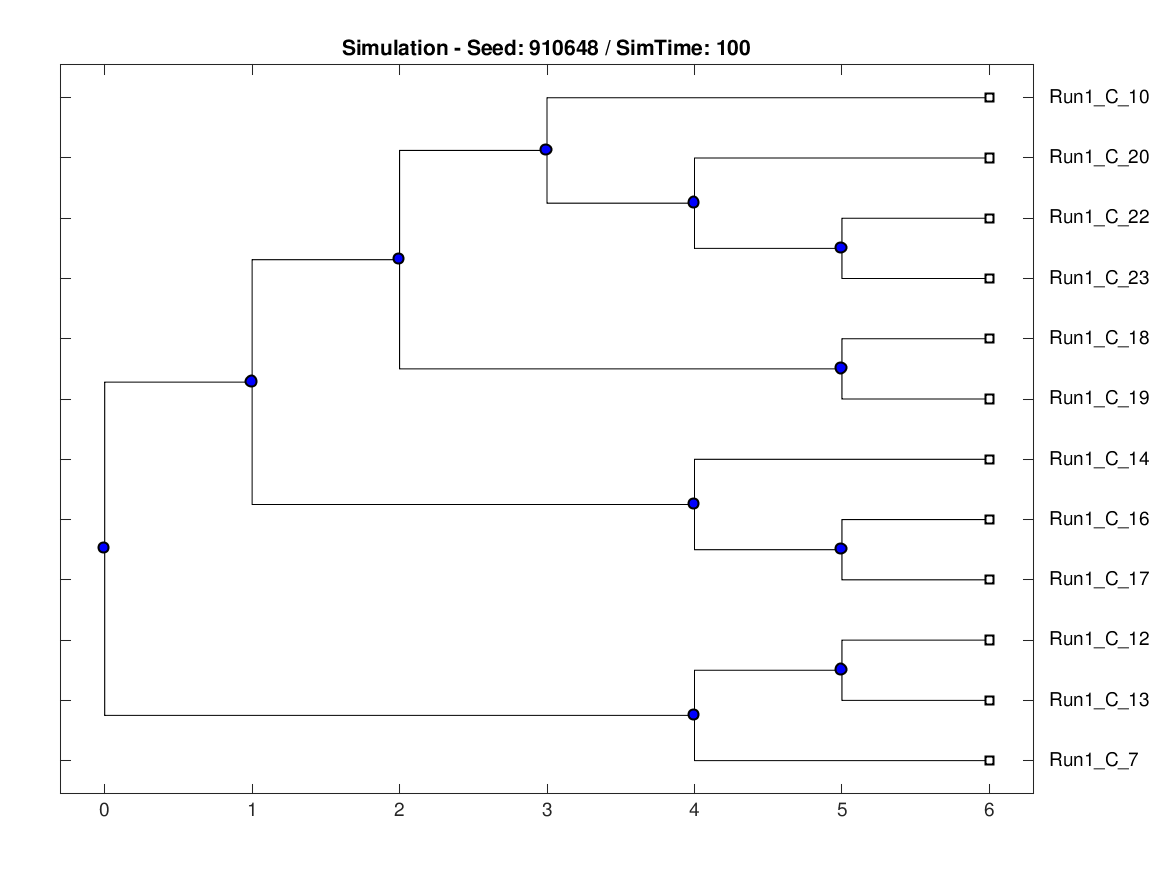 Simulation - Seed: 910648 / SimTime: 100
Run1_C_10
Run1_C_20
Run1_C_22
Run1_C_23
Run1_C_18
Run1_C_19
Run1_C_14
Run1_C_16
Run1_C_17
Run1_C_12
Run1_C_13
Run1_C_7
0 1 2 3 4 5 6